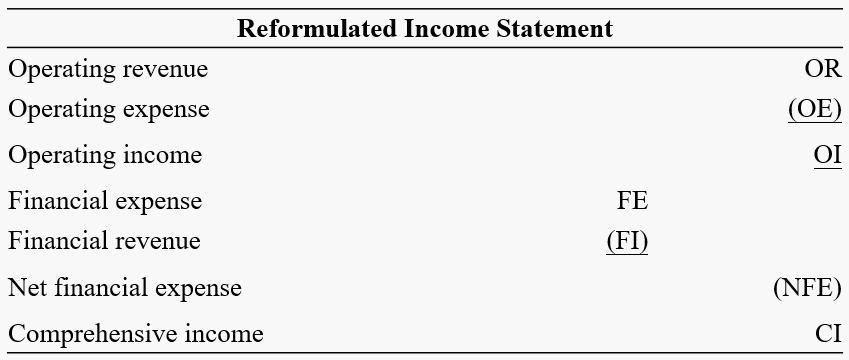 Reformulated Income Statement
Operating revenue OR
Operating expense (OE)
Operating income OI
Financial expense FE
Financial revenue (FI)
Net financial expense (NFE)
Comprehensive income CI